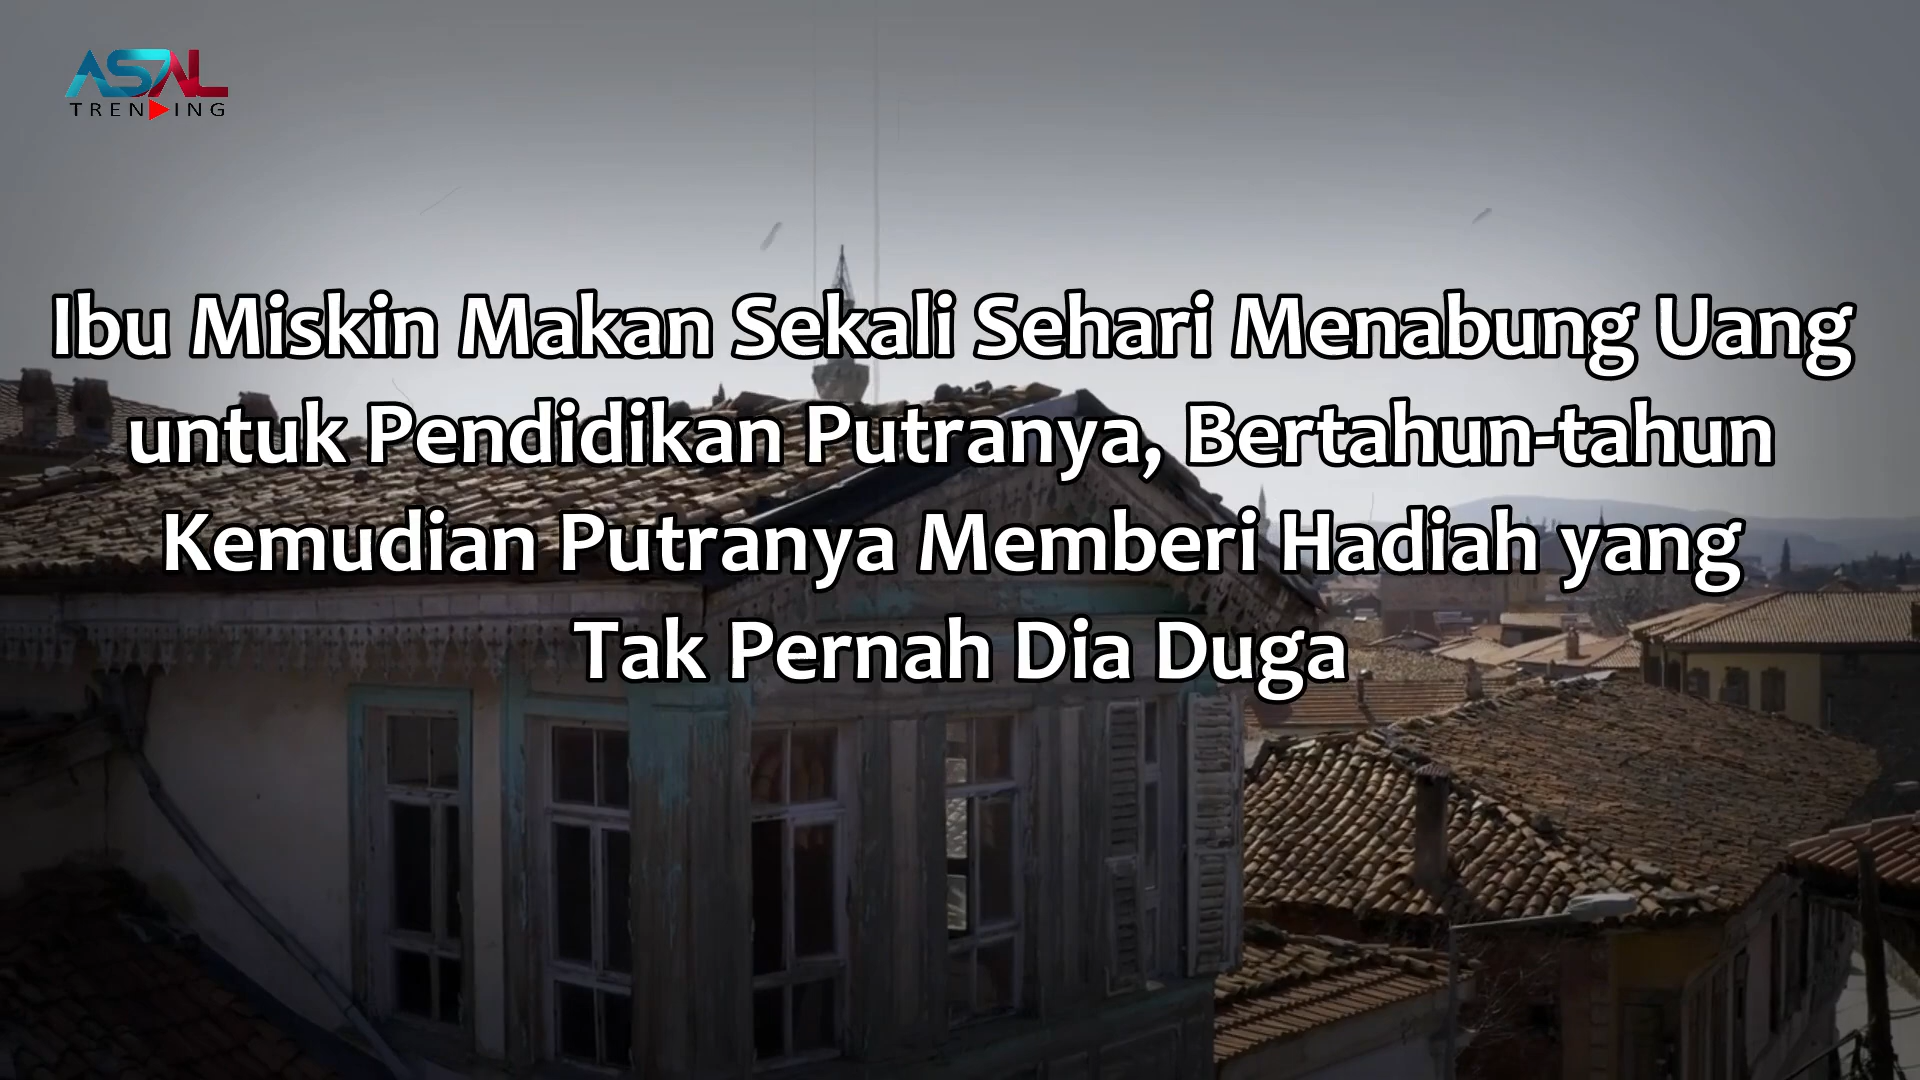 ASAL
TRENDING
Ibu Miskin Makan Sekali Sehari Menabung Uang
untuk Pendidikan Putranya, Bertahun-tahun
Kemudian Putranya Memberi Hadiah yang
Tak Pernah Dia Duga